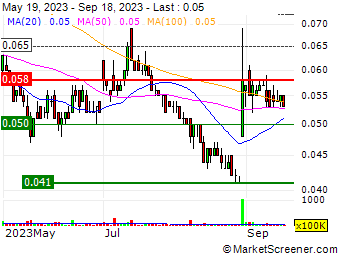 May 19, 2023 - Sep 18, 2023 - Last : 0.05
MA(20) 0.05 MA(50) 0.05 MA(100) 0.05
0.070
0.065
0.065
0.060
0.058
0.055
0.050
0.050
0.045
0.041
0.040
1000
x100K
2023May Jul Sep
© MarketScreener.com